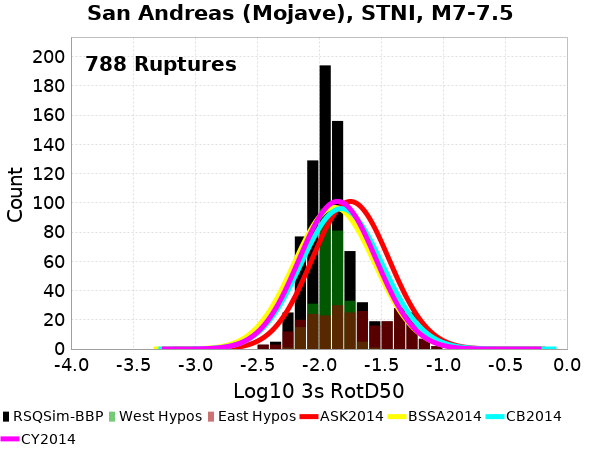 San Andreas (Mojave), STNI, M7-7.5
788 Ruptures
Count
200
180
160
140
120
100
80
60
40
20
0
-4.0 -3.5 -3.0 -2.5 -2.0 -1.5 -1.0 -0.5 0.0
Log10 3s RotD50
RSQSim-BBP West Hypos East Hypos ASK2014 BSSA2014 CB2014
CY2014